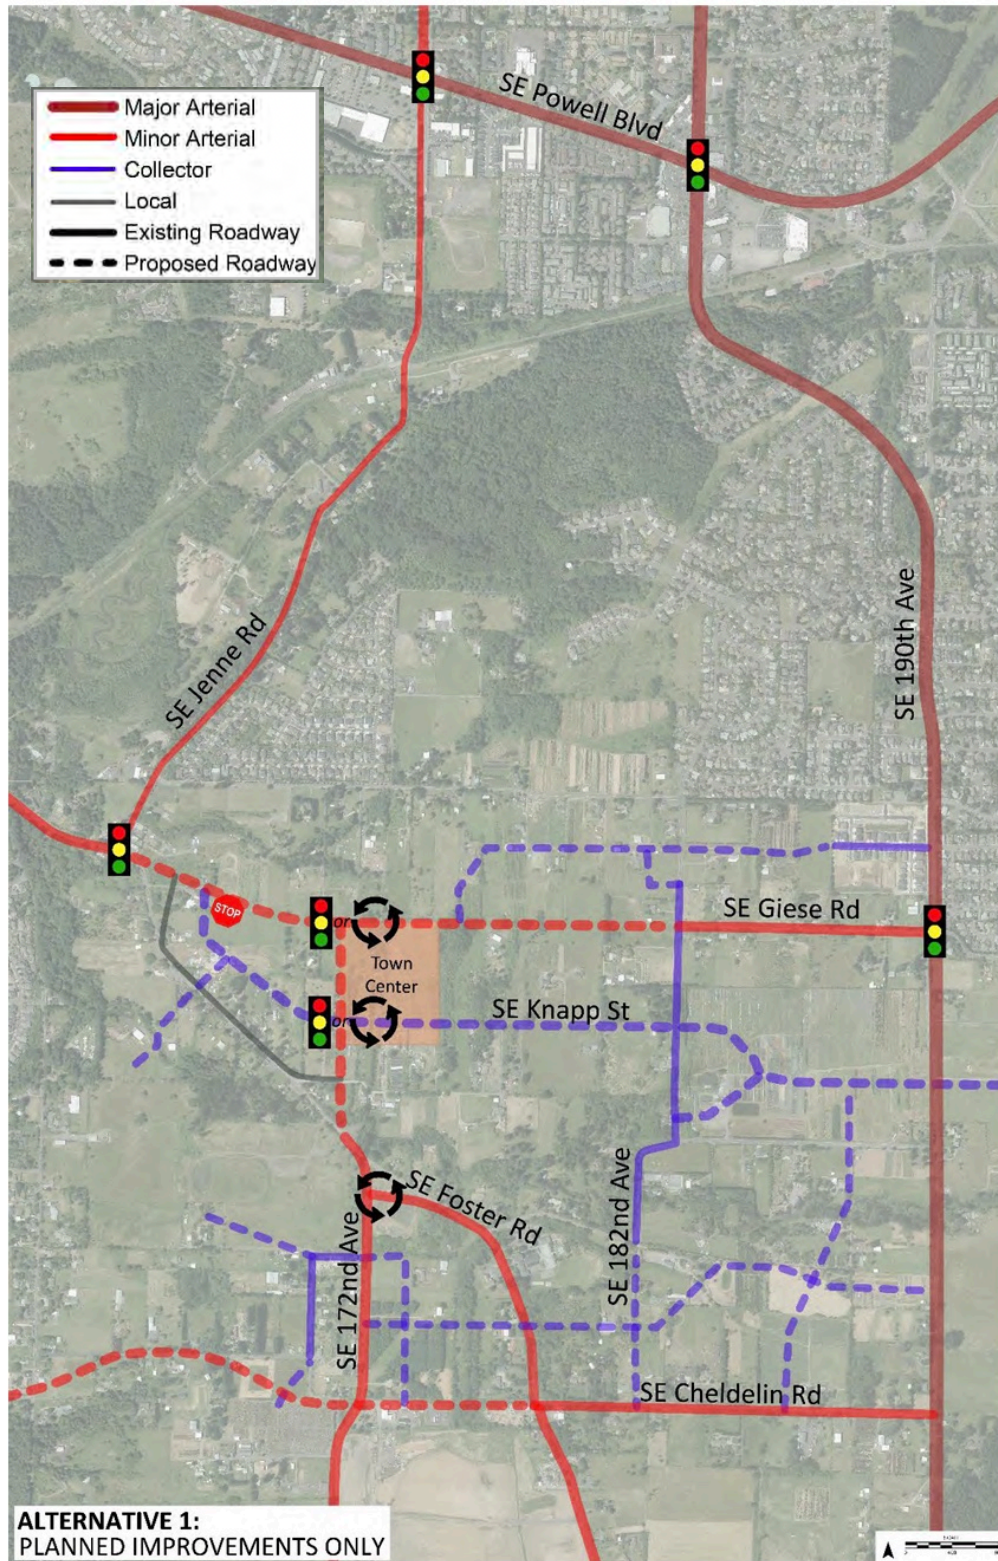 SE Powell Blvd
Major Arterial
Minor Arterial
Collector
Local
Existing Roadway
Proposed Roadway
SE Jenne Rd
SE 190th Ave
STOP
or
SE Giese Rd
Town
Center
or
SE Knapp St
SE Foster Rd
SE 172nd Ave
SE 182nd Ave
SE Cheldelin Rd
ALTERNATIVE 1:
PLANNED IMPROVEMENTS ONLY